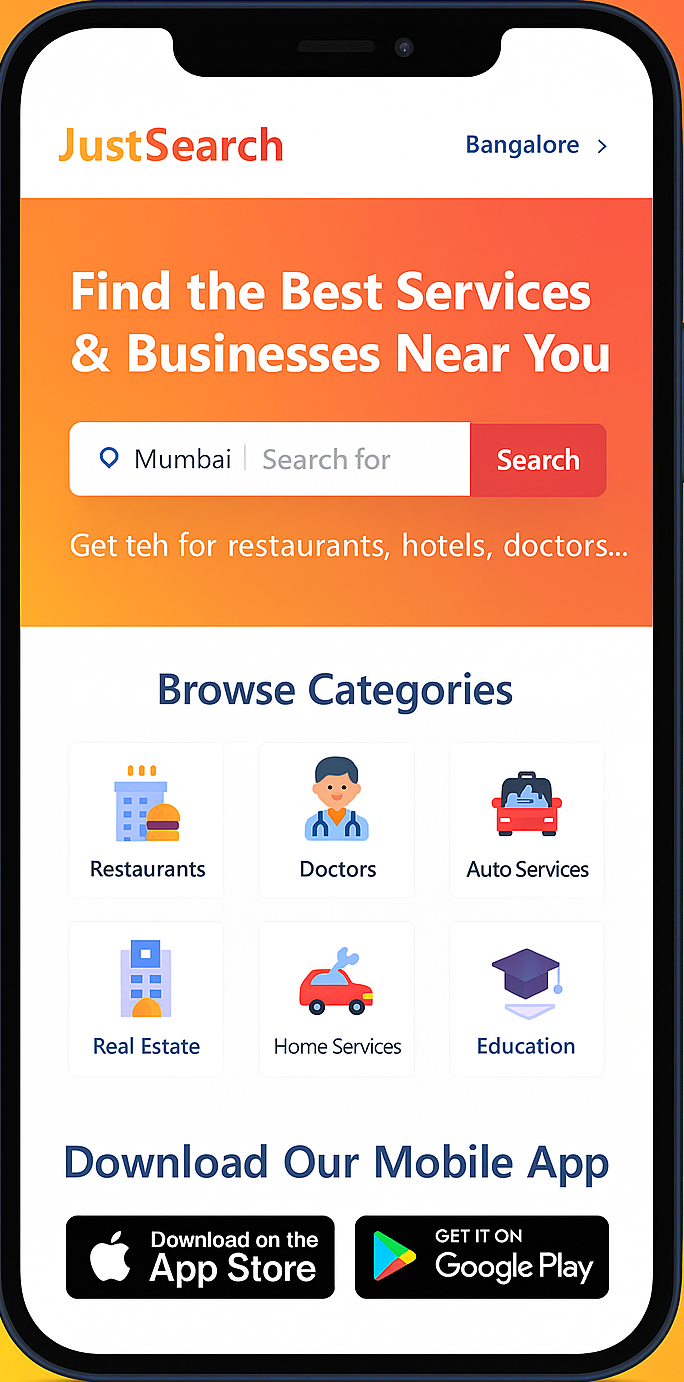 JustSearch
Bangalore
Find the Best Services
& Businesses Near You
Mumbai Search for Search
Get teh for restaurants, hotels, doctors...
Browse Categories
Restaurants Doctors Auto Services
Real Estate Home Services Education
Download Our Mobile App
Download on the
App Store
GET IT ON
Google Play